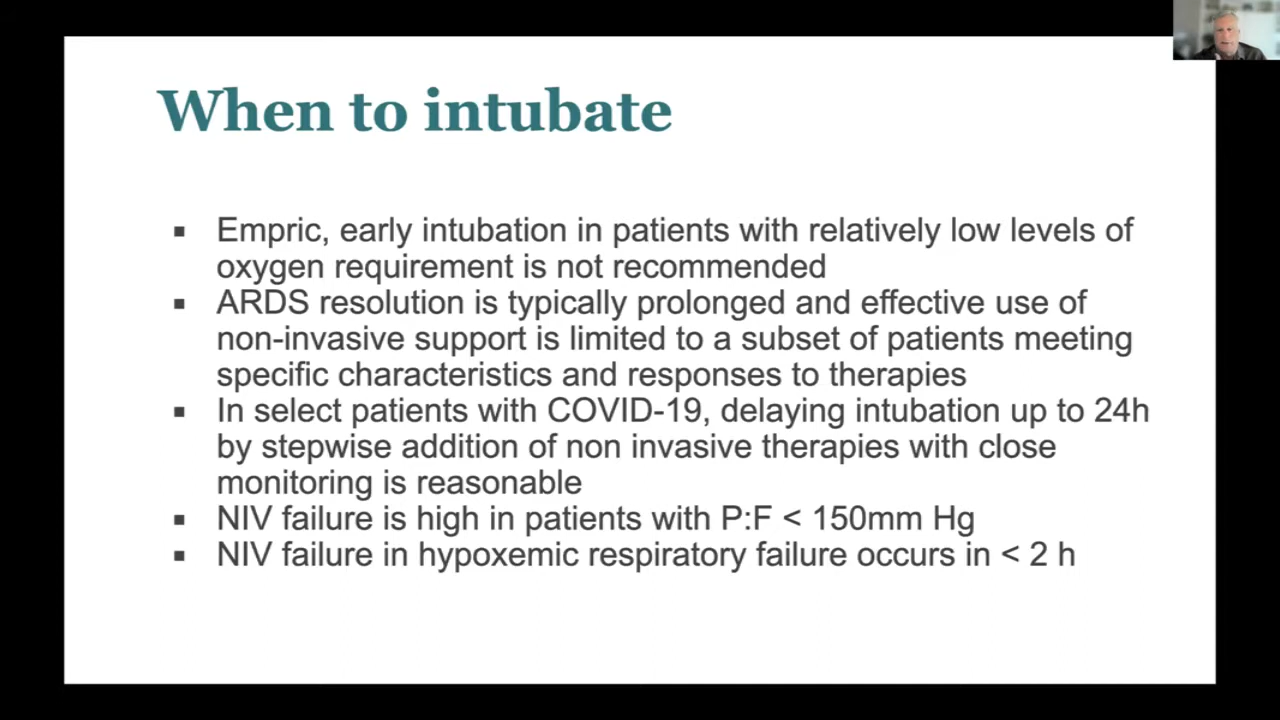 When to intubate
▪ Empric, early intubation in patients with relatively low levels of
oxygen requirement is not recommended
▪ ARDS resolution is typically prolonged and effective use of
non-invasive support is limited to a subset of patients meeting
specific characteristics and responses to therapies
▪ In select patients with COVID-19, delaying intubation up to 24h
by stepwise addition of non invasive therapies with close
monitoring is reasonable
▪ NIV failure is high in patients with P:F < 150mm Hg
▪ NIV failure in hypoxemic respiratory failure occurs in < 2 h